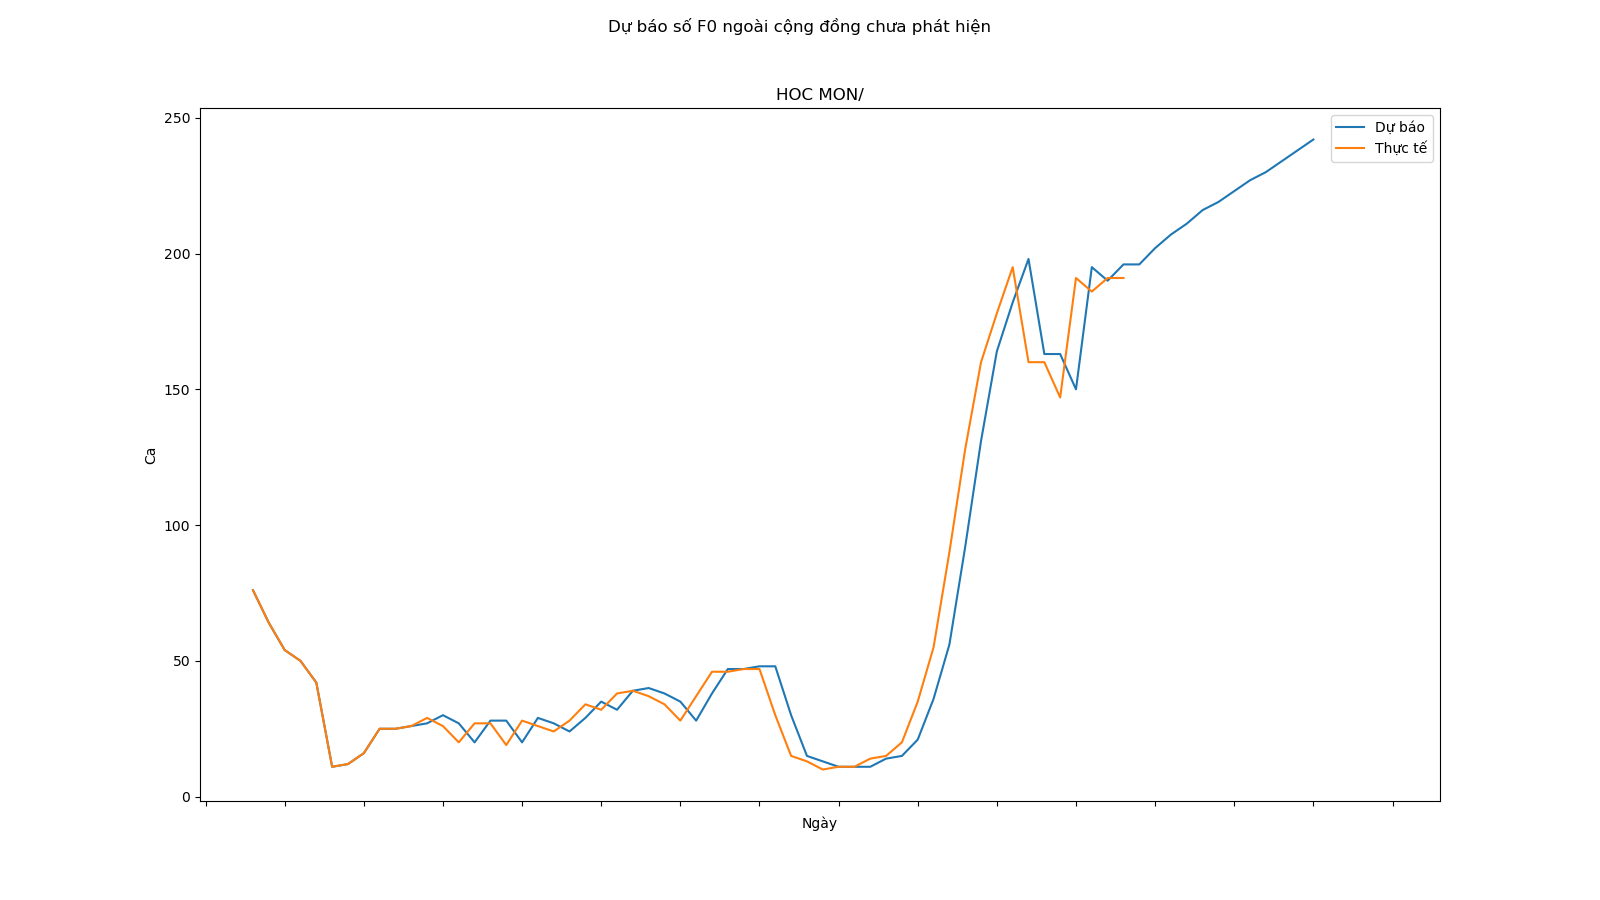 Dự báo số F0 ngoài cộng đồng chưa phát hiện
HOC MON/
Dự báo
Thực tế
250
200
150
100
50
0
Ca
Ngày